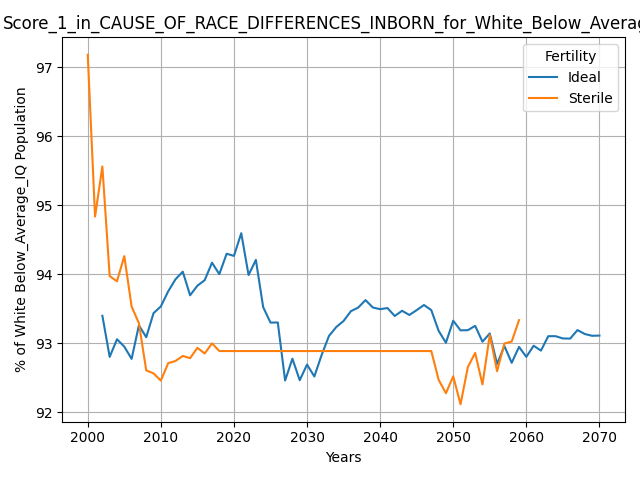 Score_1_in_CAUSE_OF_RACE_DIFFERENCES_INBORN_for_White_Below_Averag
Fertility
Ideal
Sterile
% of White Below_Average_IQ Population
97
96
95
94
93
92
2000 2010 2020 2030 2040 2050 2060 2070
Years